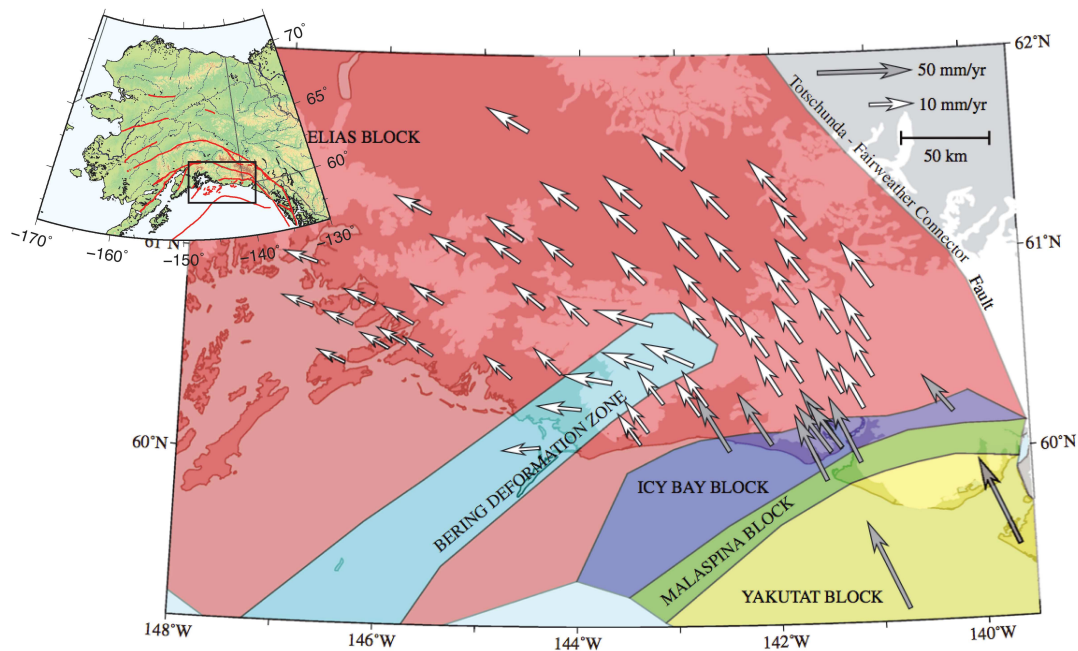 70°
65°
60°
-170°
-160°
-150°
-140°
-130°
ELIAS BLOCK
62°N
50 mm/yr
10 mm/yr
50 km
Totschunda - Fairweather Connector
Fault
61°N
61°N
60°N
60°N
BERING DEFORMATION ZONE
ICY BAY BLOCK
MALASPINA BLOCK
YAKUTAT BLOCK
148°W
146°W
144°W
142°W
140°W